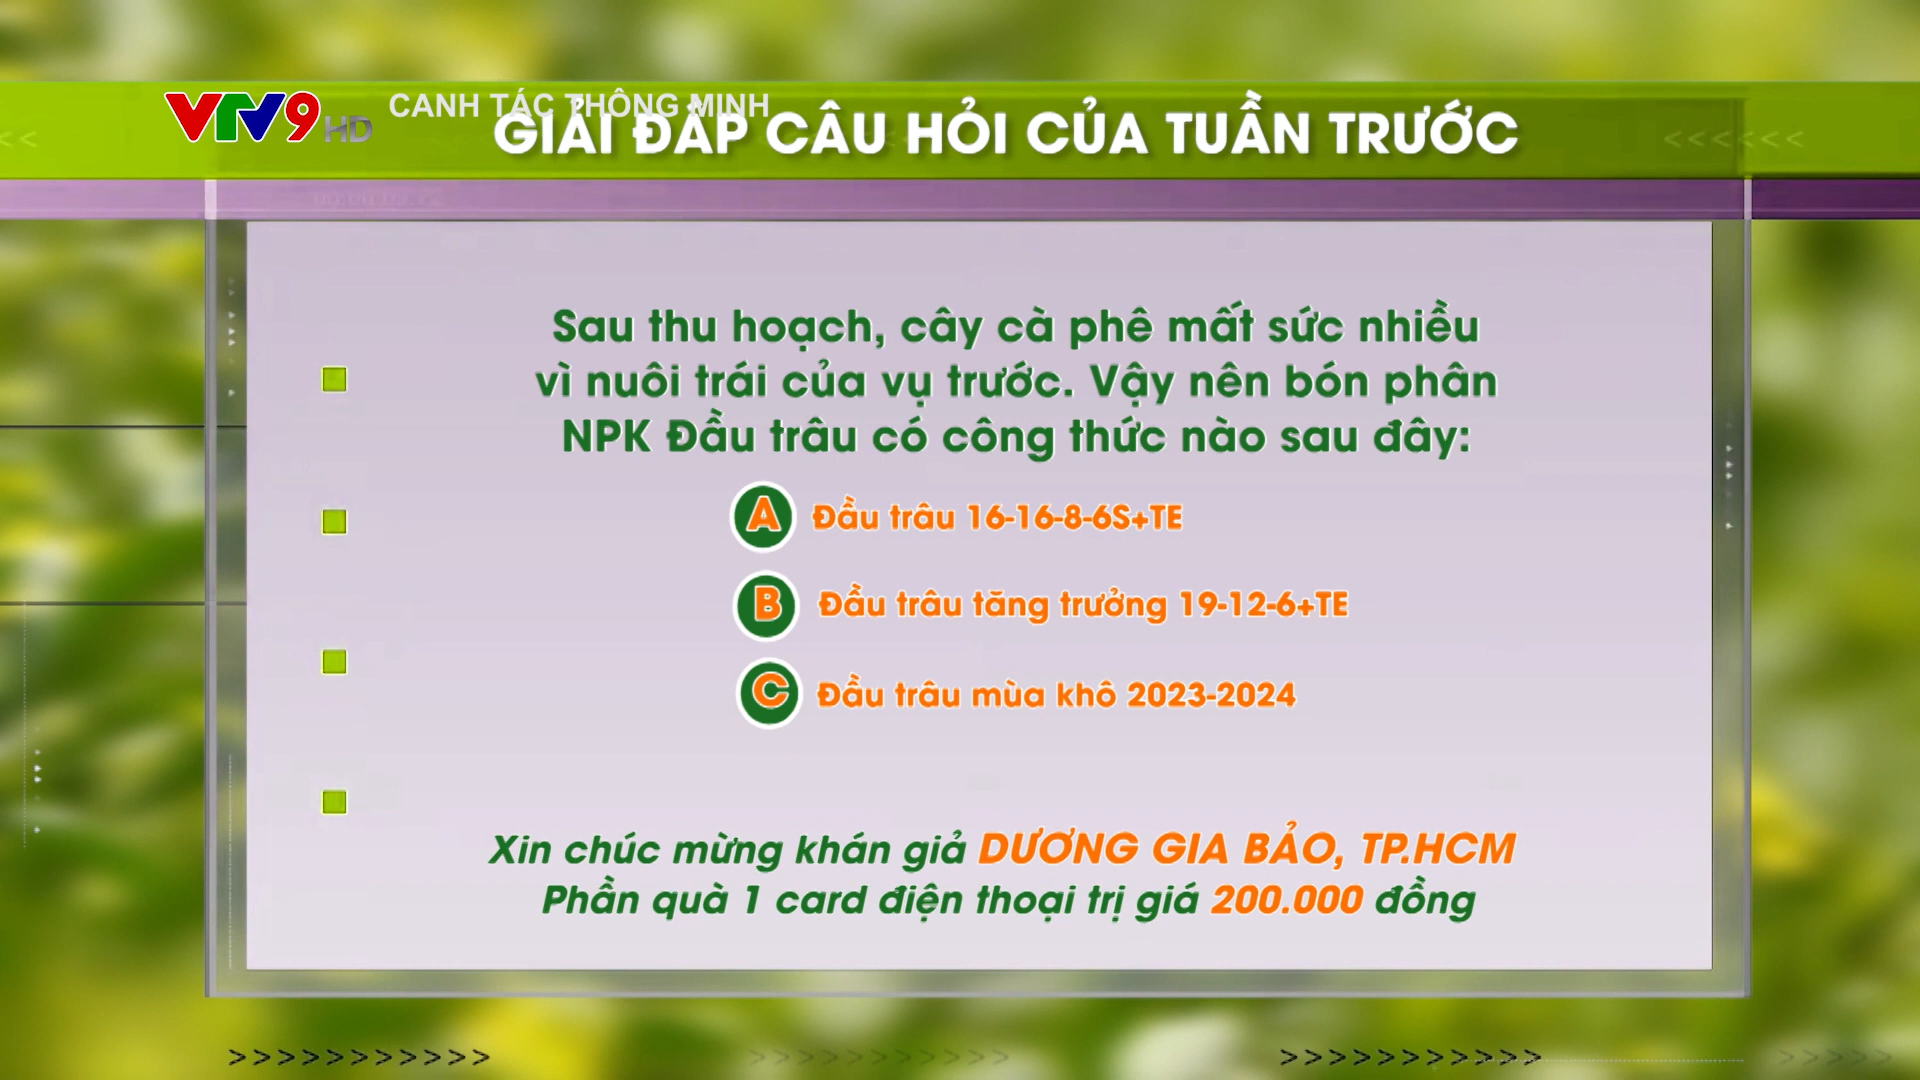 VTV9 HD
CANH TÁC THÔNG MINH
GIẢI ĐÁP CÂU HỎI CỦA TUẦN TRƯỚC
Sau thu hoạch, cây cà phê mất sức nhiều
vì nuôi trái của vụ trước. Vậy nên bón phân
NPK Đầu trâu có công thức nào sau đây:
A Đầu trâu 16-16-8-6S+TE
B Đầu trâu tăng trưởng 19-12-6+TE
C Đầu trâu mùa khô 2023-2024
Xin chúc mừng khán giả DƯƠNG GIA BẢO, TP.HCM
Phần quà 1 card điện thoại trị giá 200.000 đồng